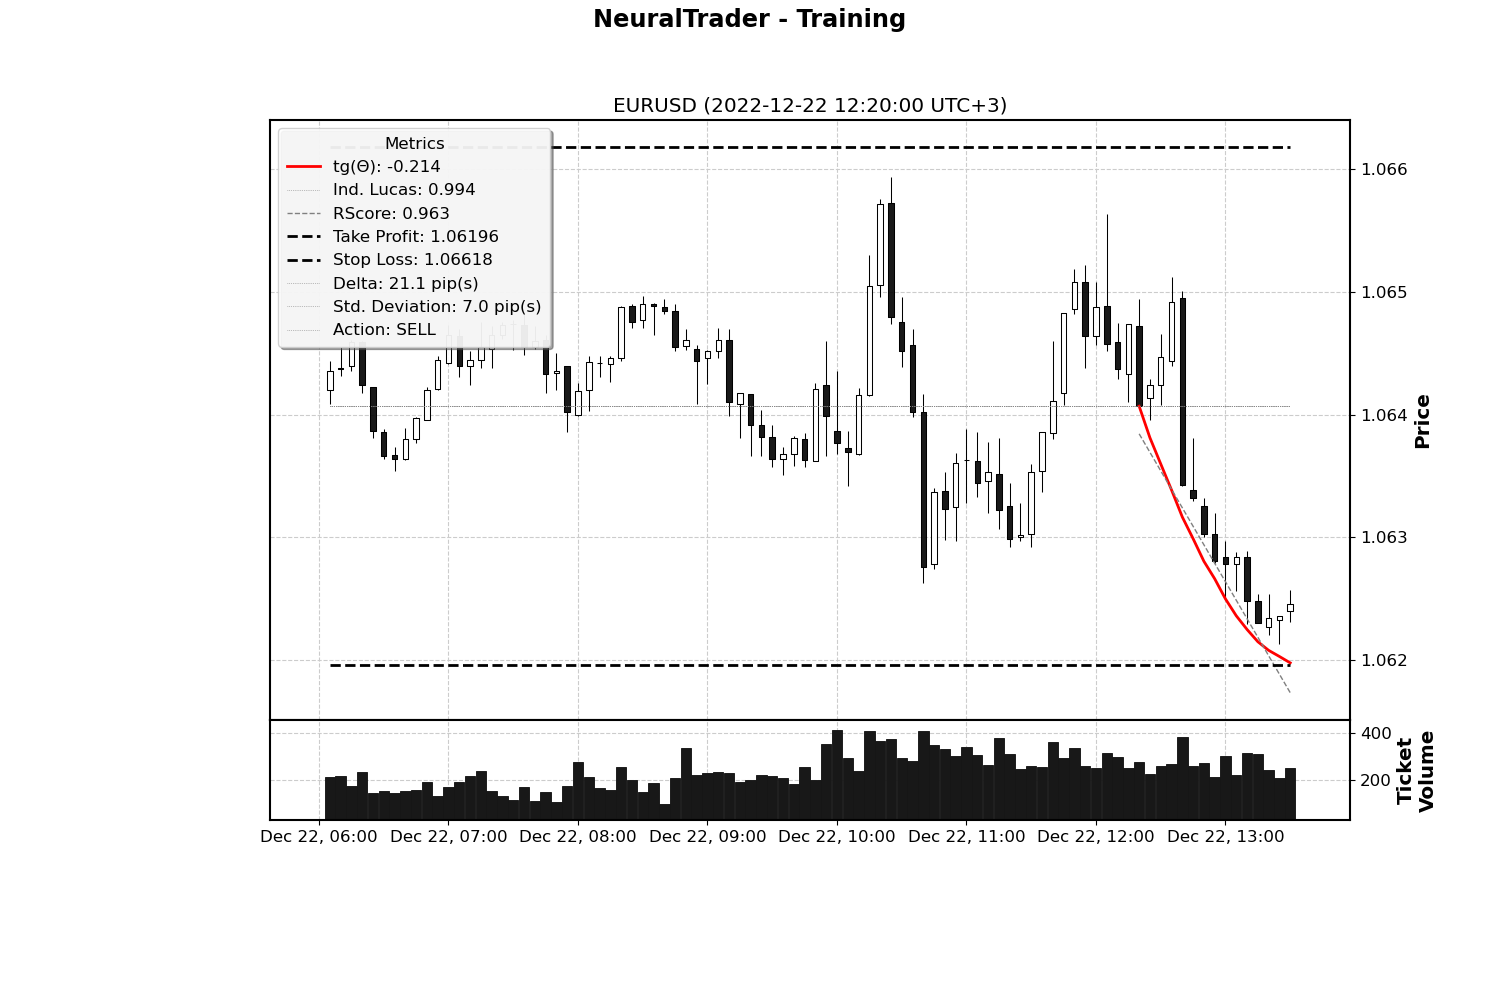 NeuralTrader - Training
EURUSD (2022-12-22 12:20:00 UTC+3)
Metrics
tg(Θ): -0.214
Ind. Lucas: 0.994
RScore: 0.963
Take Profit: 1.06196
Stop Loss: 1.06618
Delta: 21.1 pip(s)
Std. Deviation: 7.0 pip(s)
Action: SELL
1.066
1.065
1.064
1.063
1.062
Price
400
200
Ticket
Volume
Dec 22, 06:00
Dec 22, 07:00
Dec 22, 08:00
Dec 22, 09:00
Dec 22, 10:00
Dec 22, 11:00
Dec 22, 12:00
Dec 22, 13:00